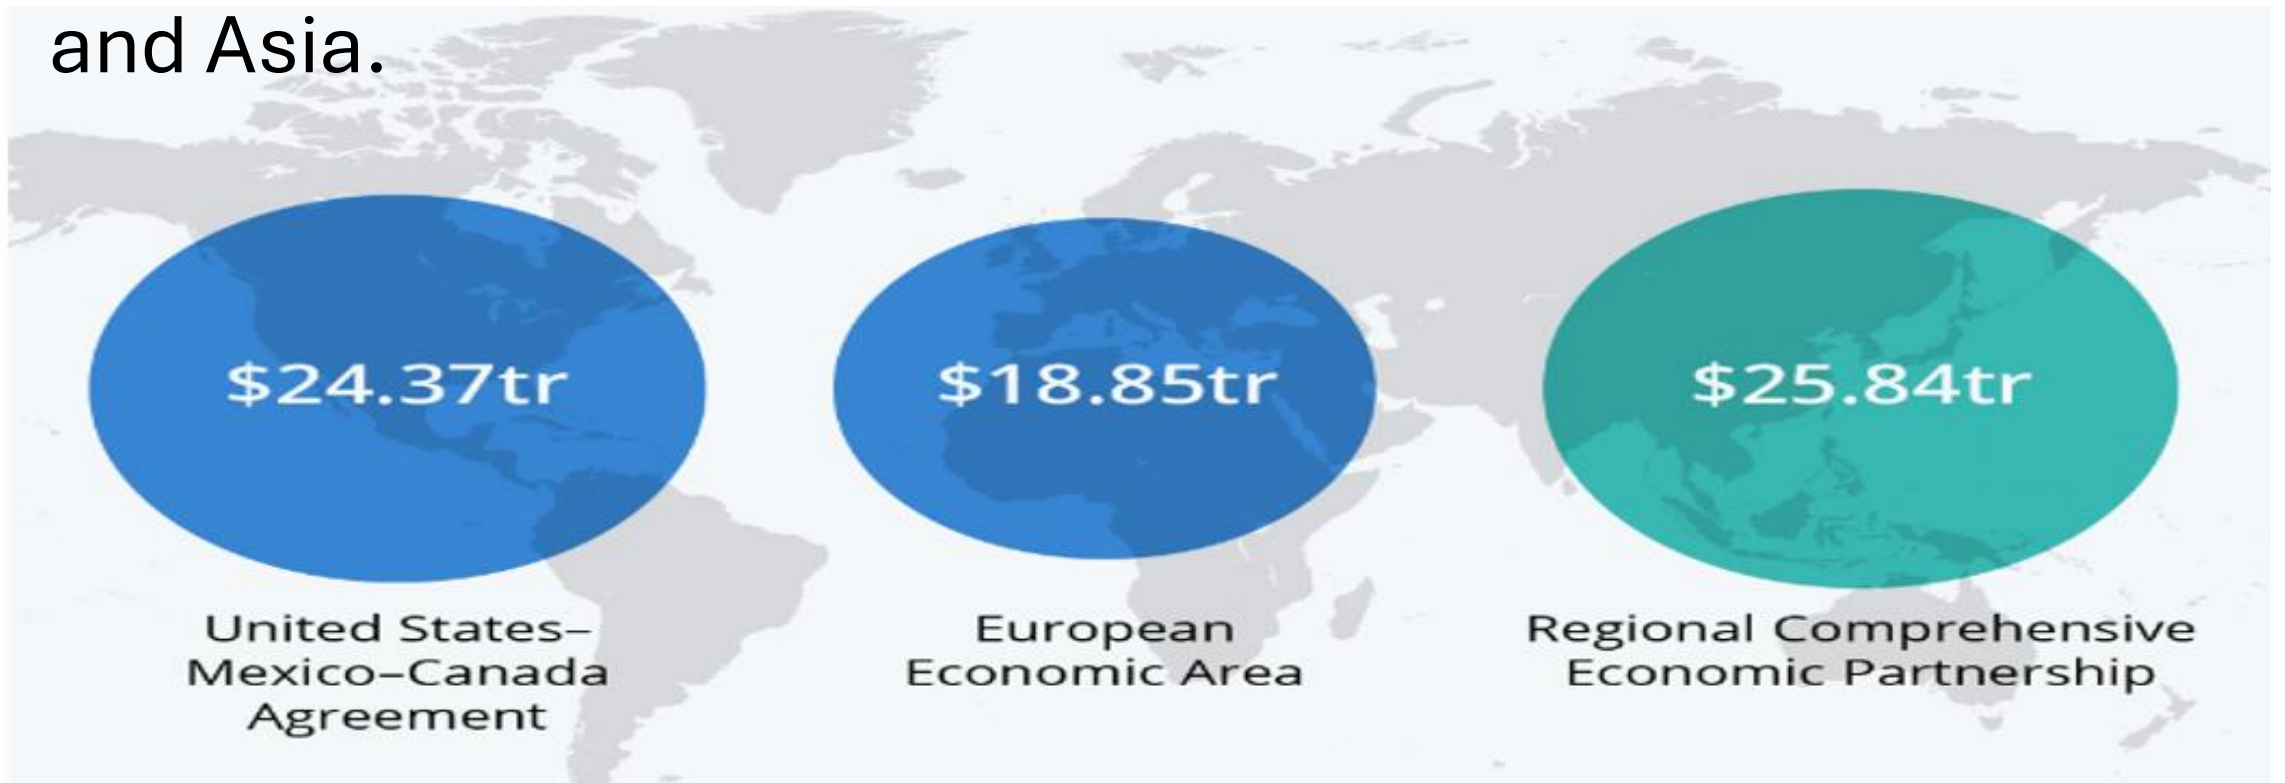 and Asia.
$24.37tr
$18.85tr
$25.84tr
United States–
Mexico–Canada
Agreement
European
Economic Area
Regional Comprehensive
Economic Partnership